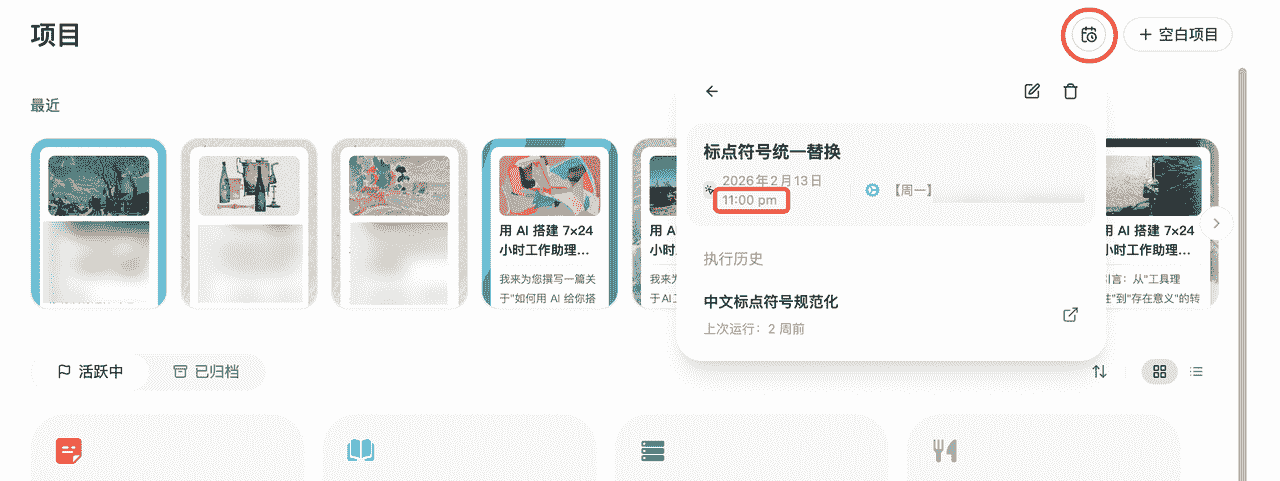 项目
空白项目
最近
标点符号统一替换
2026年2月13日
11:00 pm
【周一】
执行历史
中文标点符号规范化
上次运行：2 周前
用 AI 搭建 7×24
小时工作助理...
我来为您撰写一篇关
于"如何用 AI 给你搭
用 AI
小时工
我来为
于AI
用 AI 搭建 7×24
小时工作助理...
引言：从"工具理
性"到"存在意义"的转
活跃中
已归档